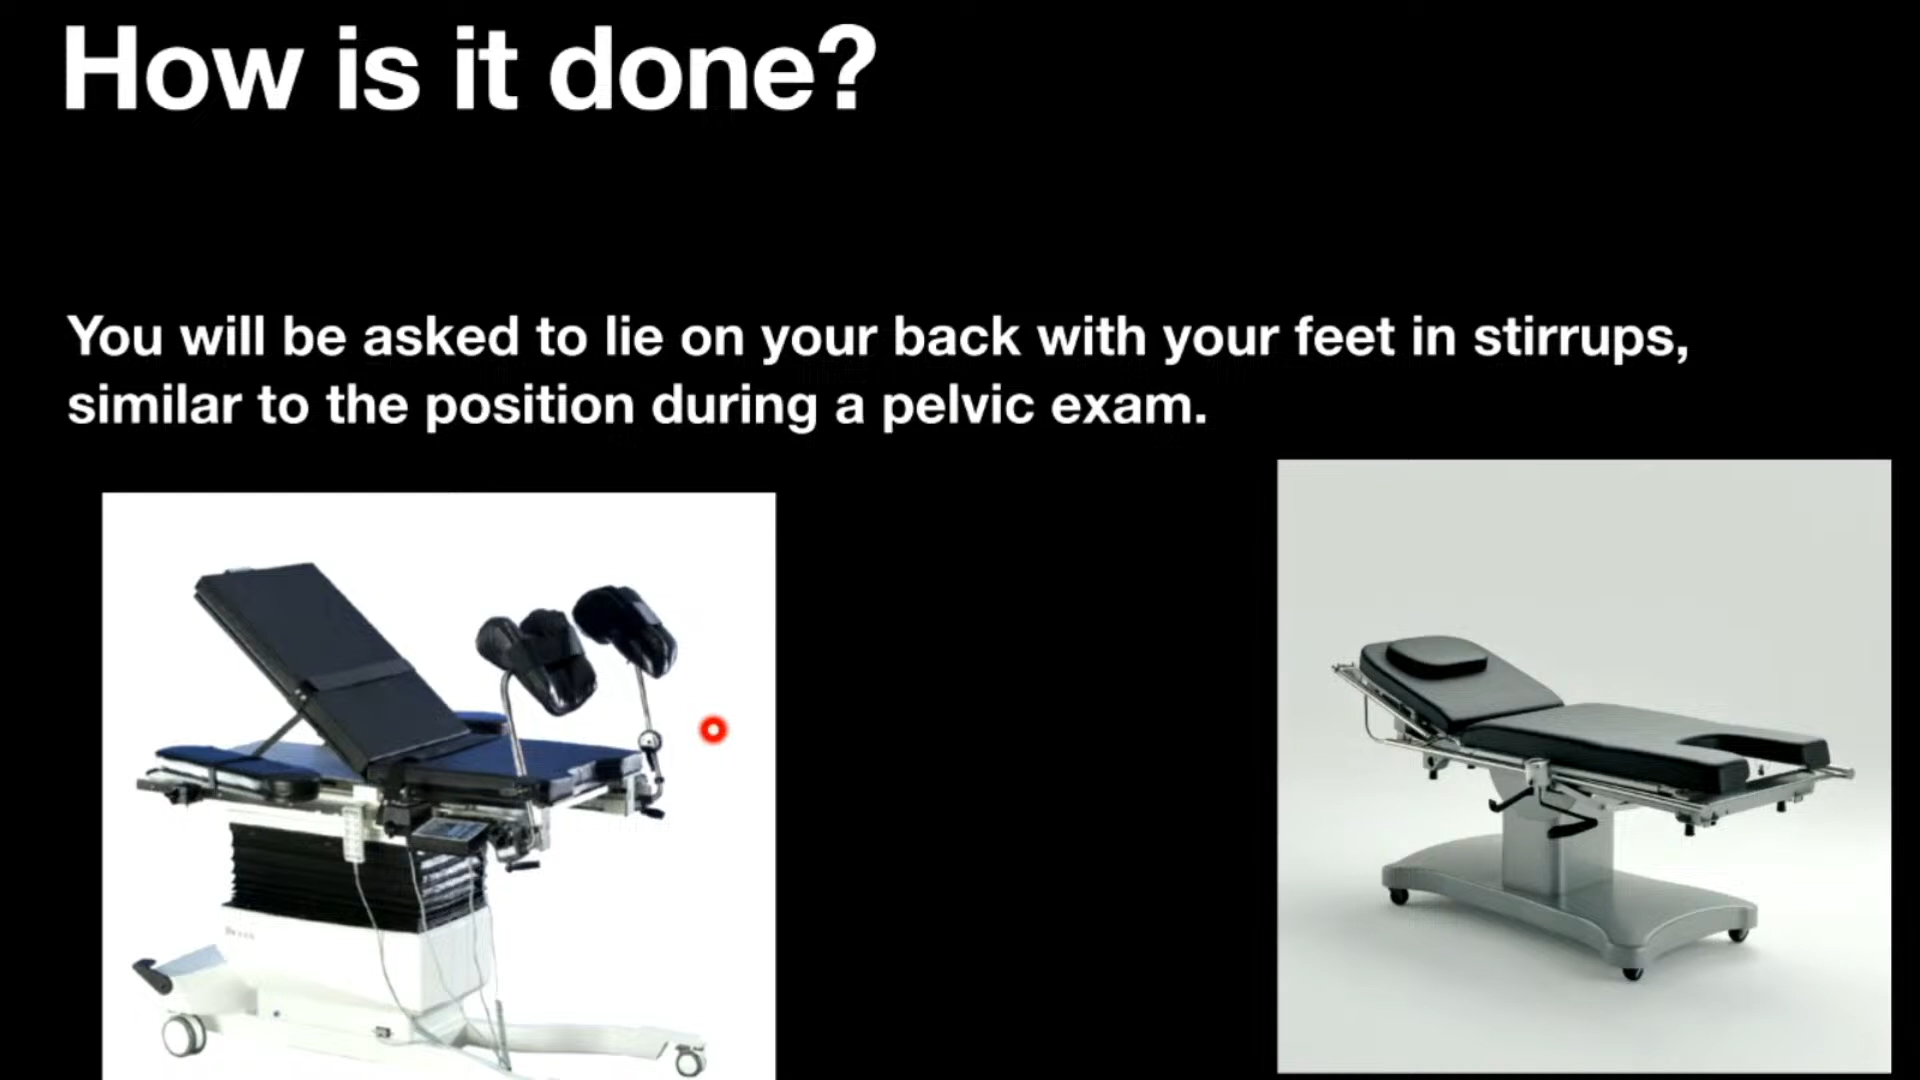 How is it done?
You will be asked to lie on your back with your feet in stirrups,
similar to the position during a pelvic exam.